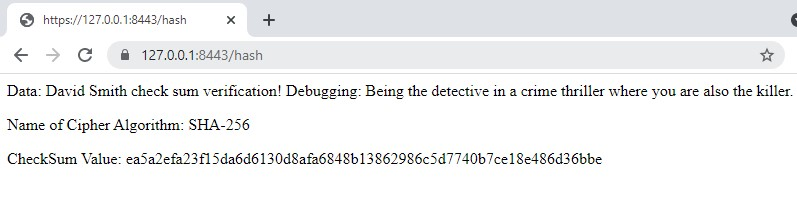 https://127.0.0.1:8443/hash
127.0.0.1:8443/hash
Data: David Smith check sum verification! Debugging: Being the detective in a crime thriller where you are also the killer.
Name of Cipher Algorithm: SHA-256
CheckSum Value: ea5a2efa23f15da6d6130d8afa6848b13862986c5d7740b7ce18e486d36bbe